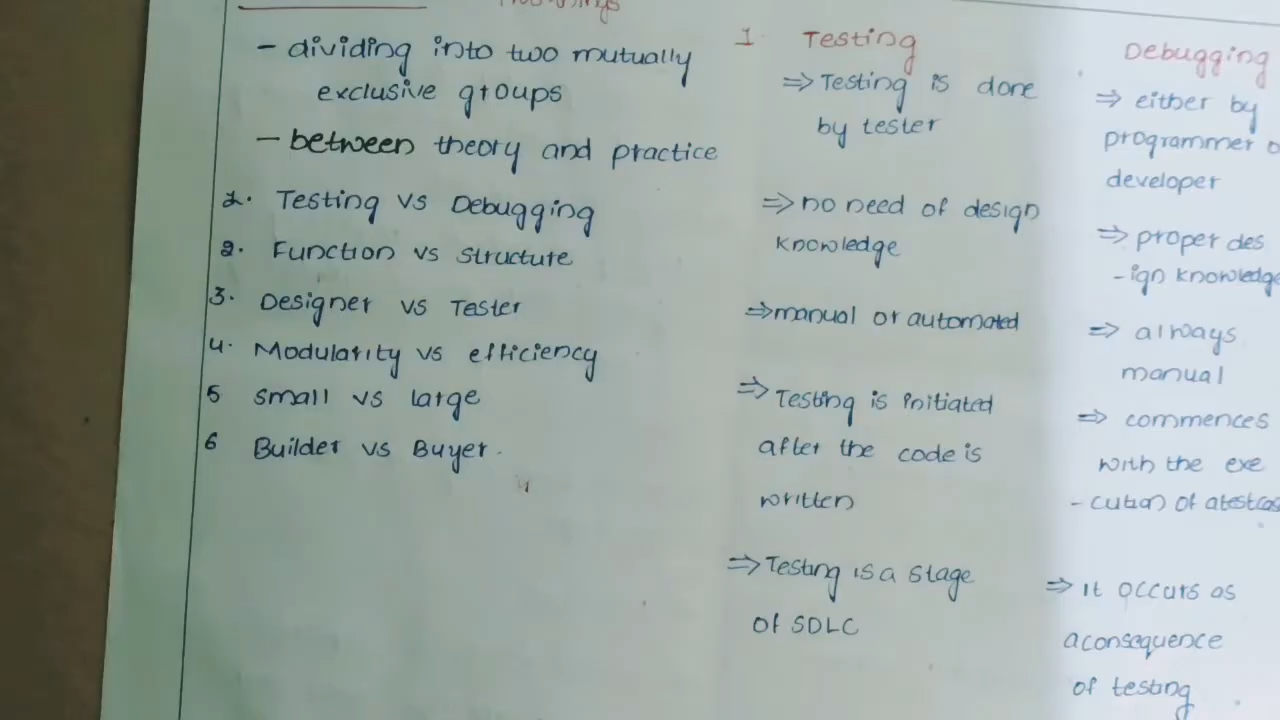 - dividing into two mutually
exclusive groups
- between theory and practice
1. Testing vs Debugging
2. Function vs structure
3. Designer vs Tester
4. Modularity vs efficiency
5 small vs large
6 Builder vs Buyer.
1. Testing
⇒ Testing is done
by tester
⇒ no need of design
knowledge
⇒ manual or automated
⇒ Testing is initiated
after the code is
written
⇒ Testing is a stage
of SDLC
Debugging
⇒ either by
programmer
developer
⇒ proper des
-ign knowledge
⇒ always
manual
⇒ commences
with the exe
-cution of a
⇒ it occurs as
a consequence
of testing